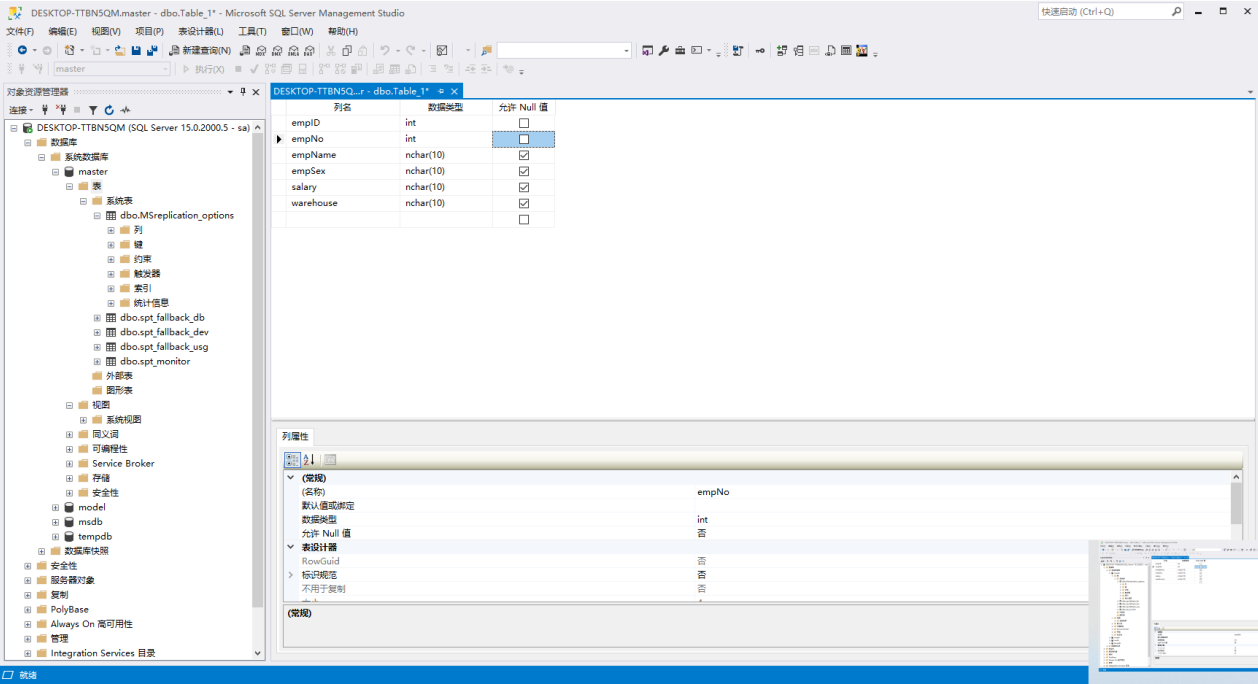 DESKTOP-TTBN5QM.master - dbo.Table_1* - Microsoft SQL Server Management Studio
快速启动 (Ctrl+Q)
文件(F) 编辑(E) 视图(V) 项目(P) 表设计器(L) 工具(T) 窗口(W) 帮助(H)
新建查询(N)
master 执行(X)
对象资源管理器
连接
DESKTOP-TTBN5QM (SQL Server 15.0.2000.5 - sa)
数据库
系统数据库
master
表
系统表
dbo.MSreplication_options
列
键
约束
触发器
索引
统计信息
dbo.spt_fallback_db
dbo.spt_fallback_dev
dbo.spt_fallback_usg
dbo.spt_monitor
外部表
图形表
视图
系统视图
同义词
可编程性
Service Broker
存储
安全性
model
msdb
tempdb
数据库快照
安全性
服务器对象
复制
PolyBase
Always On 高可用性
管理
Integration Services 目录
DESKTOP-TTBN5Q...r - dbo.Table_1*
列名 数据类型 允许 Null 值
empID int
empNo int
empName nchar(10)
empSex nchar(10)
salary nchar(10)
warehouse nchar(10)
列属性
(常规)
(名称) empNo
默认值或绑定
数据类型 int
允许 Null 值 否
表设计器
RowGuid 否
标识规范 否
不用于复制 否
(常规)
就绪